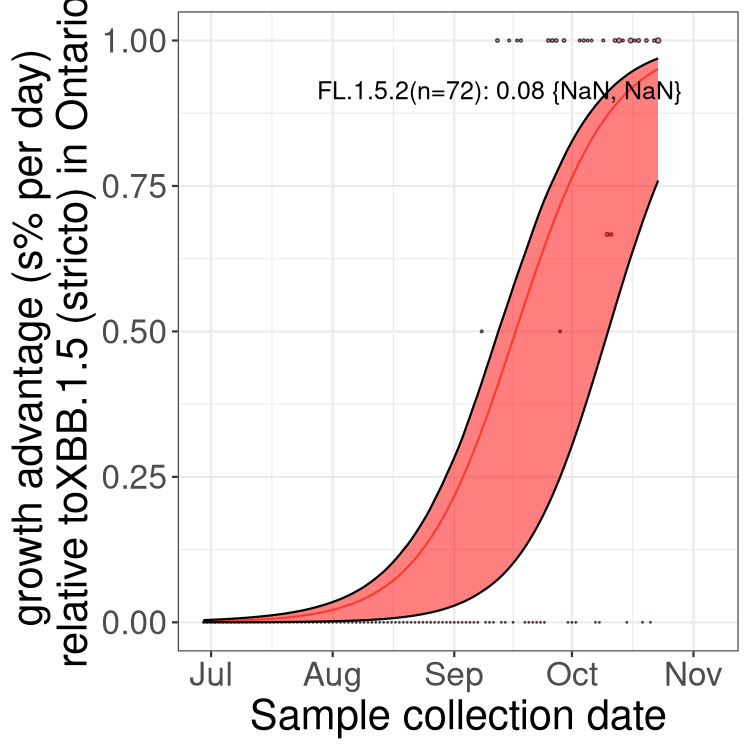 growth advantage (s% per day)
relative toXBB.1.5 (stricto) in Ontario
1.00
0.75
0.50
0.25
0.00
FL.1.5.2(n=72): 0.08 {NaN, NaN}
Jul Aug Sep Oct Nov
Sample collection date